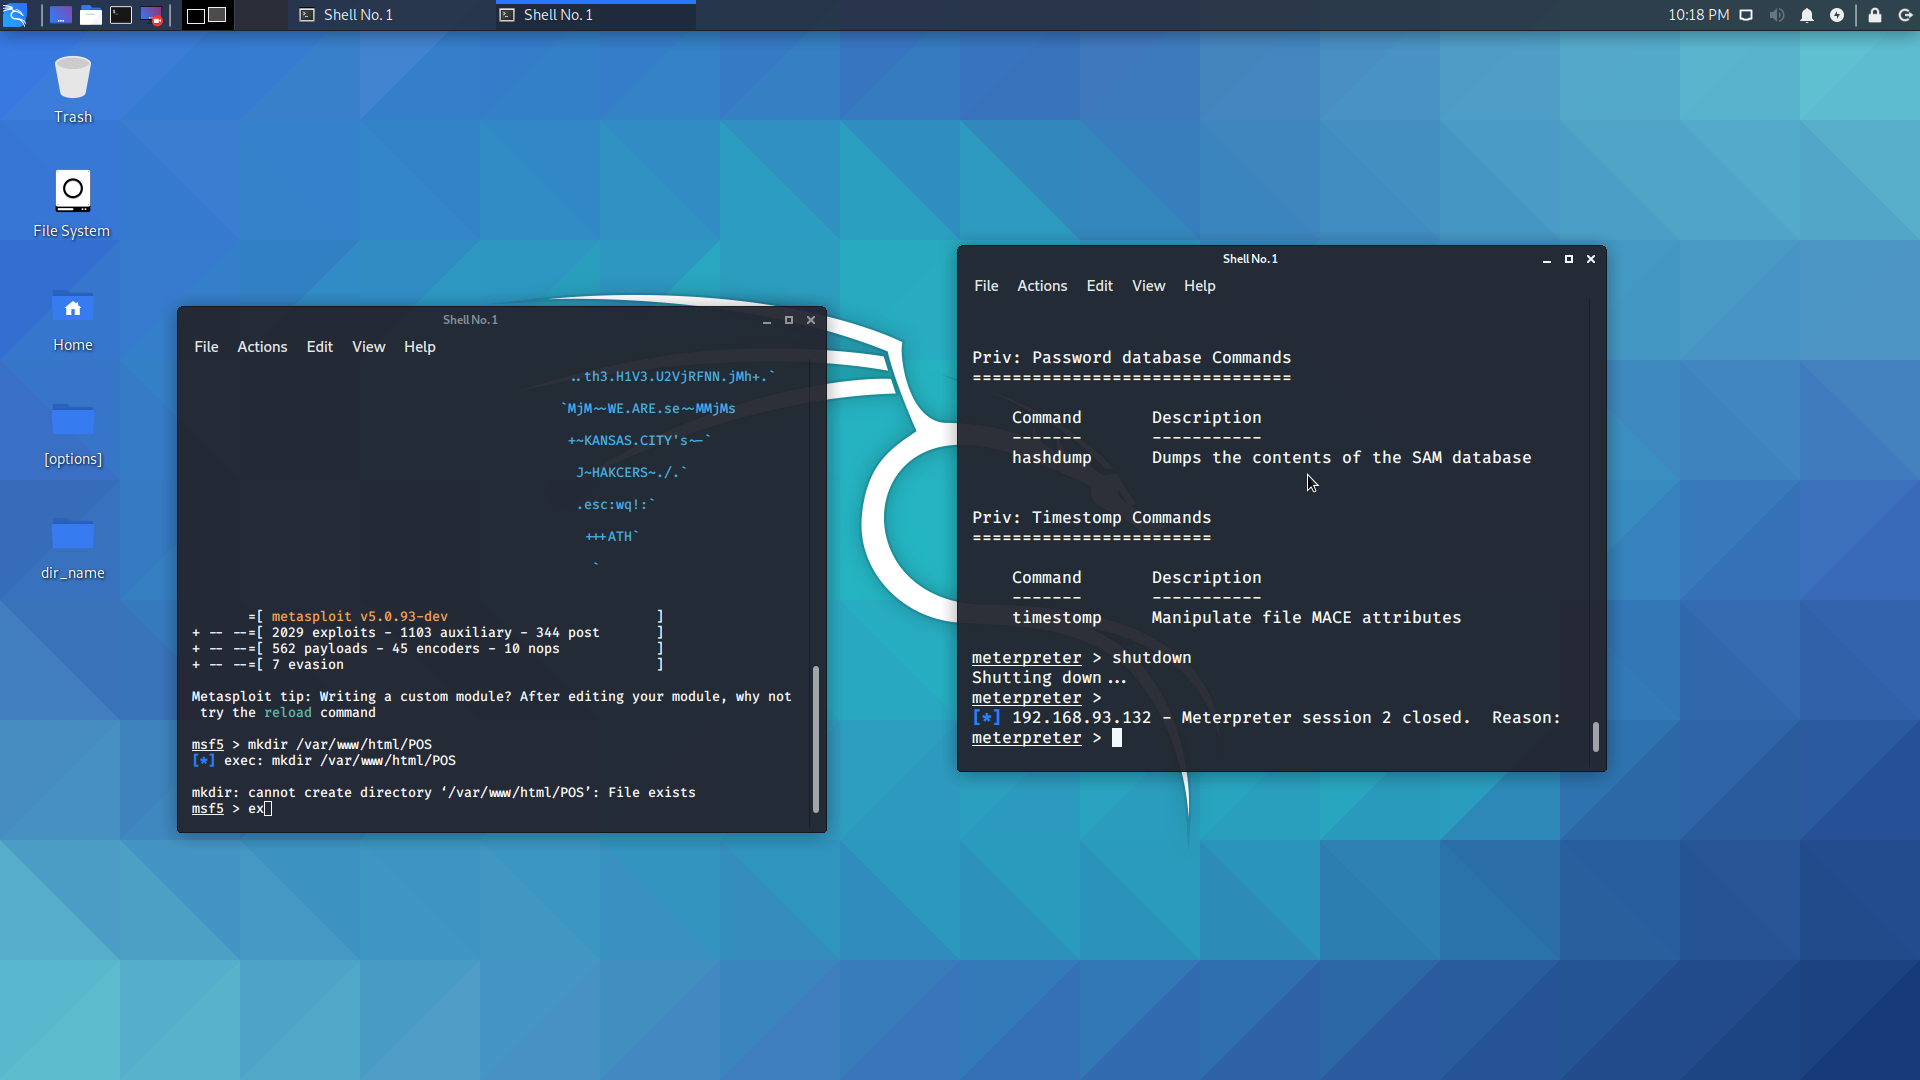 Shell No. 1
Shell No. 1
10:18 PM
Trash
File System
Home
[options]
dir_name
Shell No. 1
File Actions Edit View Help
..th3.H1V3.U2VjRFNN.jMh+.`
`MjM~~WE.ARE.se~~MMjMs
+~KANSAS.CITY's~-`
J~HAKCERS~./.`
.esc:wq!:`
+++ATH`
`
=[ metasploit v5.0.93-dev ]
+ -- --=[ 2029 exploits - 1103 auxiliary - 344 post ]
+ -- --=[ 562 payloads - 45 encoders - 10 nops ]
+ -- --=[ 7 evasion ]
Metasploit tip: Writing a custom module? After editing your module, why not
try the reload command
msf5 > mkdir /var/www/html/POS
[*] exec: mkdir /var/www/html/POS
mkdir: cannot create directory ‘/var/www/html/POS’: File exists
msf5 > ex
Shell No. 1
File Actions Edit View Help
Priv: Password database Commands
================================
Command Description
------- -----------
hashdump Dumps the contents of the SAM database
Priv: Timestomp Commands
========================
Command Description
------- -----------
timestomp Manipulate file MACE attributes
meterpreter > shutdown
Shutting down...
meterpreter >
[*] 192.168.93.132 - Meterpreter session 2 closed. Reason:
meterpreter >